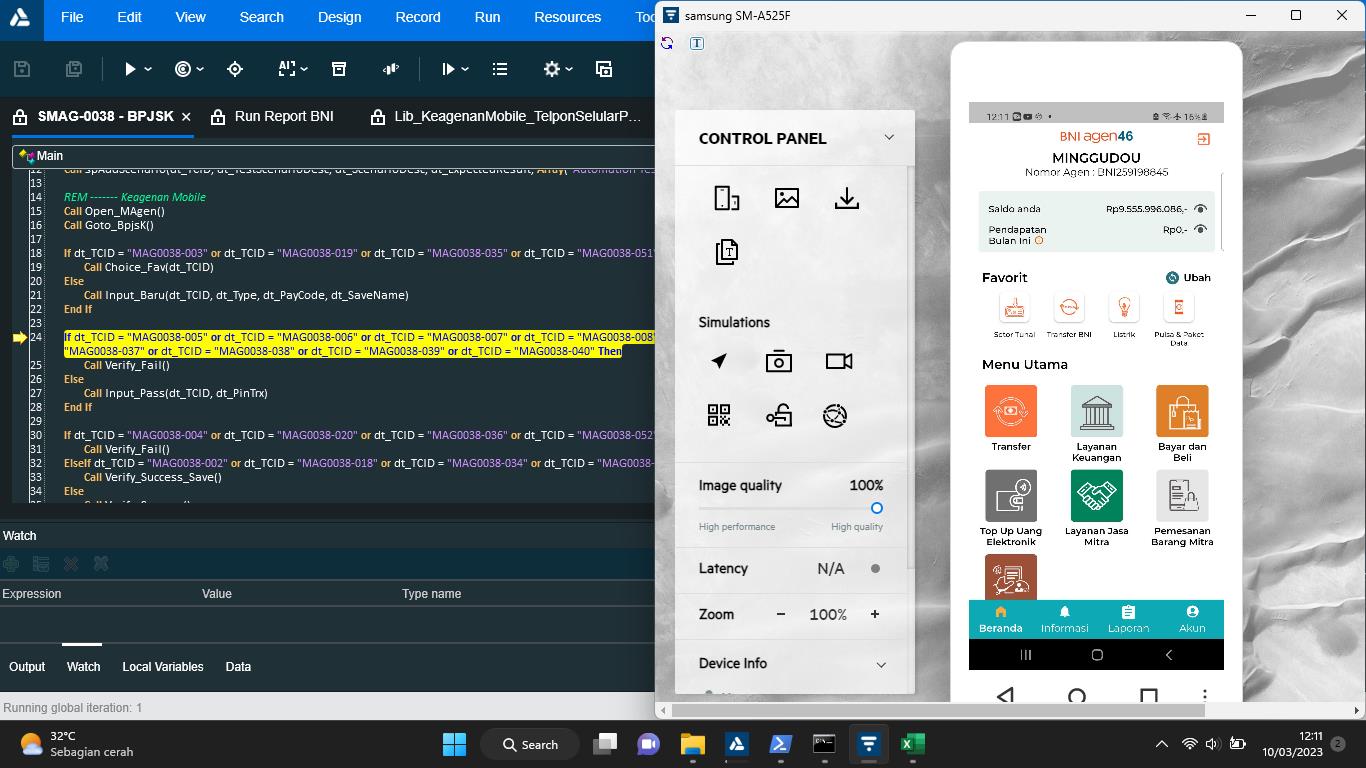 File Edit View Search Design Record Run Resources
samsung SM-A525F
SMAG-0038 - BPJSK
Run Report BNI
Lib_KeagenanMobile_TelponSelularP...
Main
13
14 REM ------- Keagenan Mobile
15 Call Open_MAgen()
16 Call Goto_BpjsK()
17
18 If dt_TCID = "MAG0038-003" or dt_TCID = "MAG0038-019" or dt_TCID = "MAG0038-035" or dt_TCID = "MAG0038-051"
19 Call Choice_Fav(dt_TCID)
20 Else
21 Call Input_Baru(dt_TCID, dt_Type, dt_PayCode, dt_SaveName)
22 End If
23
24 If dt_TCID = "MAG0038-005" or dt_TCID = "MAG0038-006" or dt_TCID = "MAG0038-007" or dt_TCID = "MAG0038-008"
"MAG0038-037" or dt_TCID = "MAG0038-038" or dt_TCID = "MAG0038-039" or dt_TCID = "MAG0038-040" Then
25 Call Verify_Fail()
26 Else
27 Call Input_Pass(dt_TCID, dt_PinTrx)
28 End If
29
30 If dt_TCID = "MAG0038-004" or dt_TCID = "MAG0038-020" or dt_TCID = "MAG0038-036" or dt_TCID = "MAG0038-052"
31 Call Verify_Fail()
32 ElseIf dt_TCID = "MAG0038-002" or dt_TCID = "MAG0038-018" or dt_TCID = "MAG0038-034" or dt_TCID = "MAG0038-
33 Call Verify_Success_Save()
34 Else
Watch
Expression Value Type name
Output Watch Local Variables Data
Running global iteration: 1
CONTROL PANEL
Simulations
Image quality 100%
High performance High quality
Latency N/A
Zoom − 100% +
Device Info
12:11 16%
BNI agen46
MINGGUDOU
Nomor Agen : BNI259198845
Saldo anda Rp9.555.996.086,-
Pendapatan Rp0,-
Bulan Ini
Favorit Ubah
Setor Tunai Transfer BNI Listrik Pulsa & Paket
Data
Menu Utama
Transfer Layanan Bayar dan
Keuangan Beli
Top Up Uang Layanan Jasa Pemesanan
Elektronik Mitra Barang Mitra
Beranda Informasi Laporan Akun
32°C
Sebagian cerah
Search
12:11
10/03/2023
2